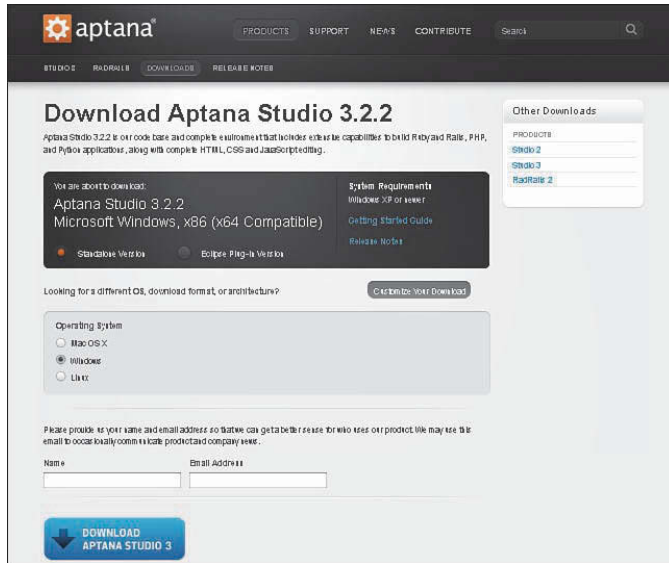 aptana
PRODUCTS SUPPORT NEWS CONTRIBUTE Search
STUDIO 3 RADRAILS DOWNLOADS RELEASE NOTES
Download Aptana Studio 3.2.2
Aptana Studio 3.2.2 is our code base and complete environment that includes extensive capabilities to build Ruby and Rails, PHP,
and Python applications, along with complete HTML, CSS and JavaScript editing.
You are about to download:
Aptana Studio 3.2.2
Microsoft Windows, x86 (x64 Compatible)
Standalone Version Eclipse Plug-In Version
System Requirements
Windows XP or newer
Getting Started Guide
Release Notes
Other Downloads
PRODUCTS
Studio 2
Studio 3
RadRails 2
Looking for a different OS, download format, or architecture? Customize Your Download
Operating System
Mac OS X
Windows
Linux
Please provide us your name and email address so that we can get a better sense for who uses our product. We may use this
email to occasionally communicate product and company news.
Name Email Address
DOWNLOAD
APTANA STUDIO 3